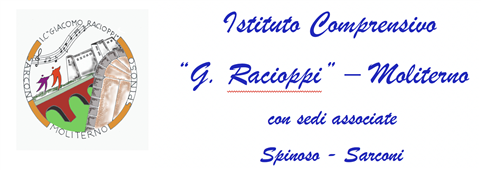 I.C. "GIACOMO RACIOPPI"
SARCONI
SPINOSO
MOLITERNO
Istituto Comprensivo
"G. Racioppi" – Moliterno
con sedi associate
Spinoso - Sarconi